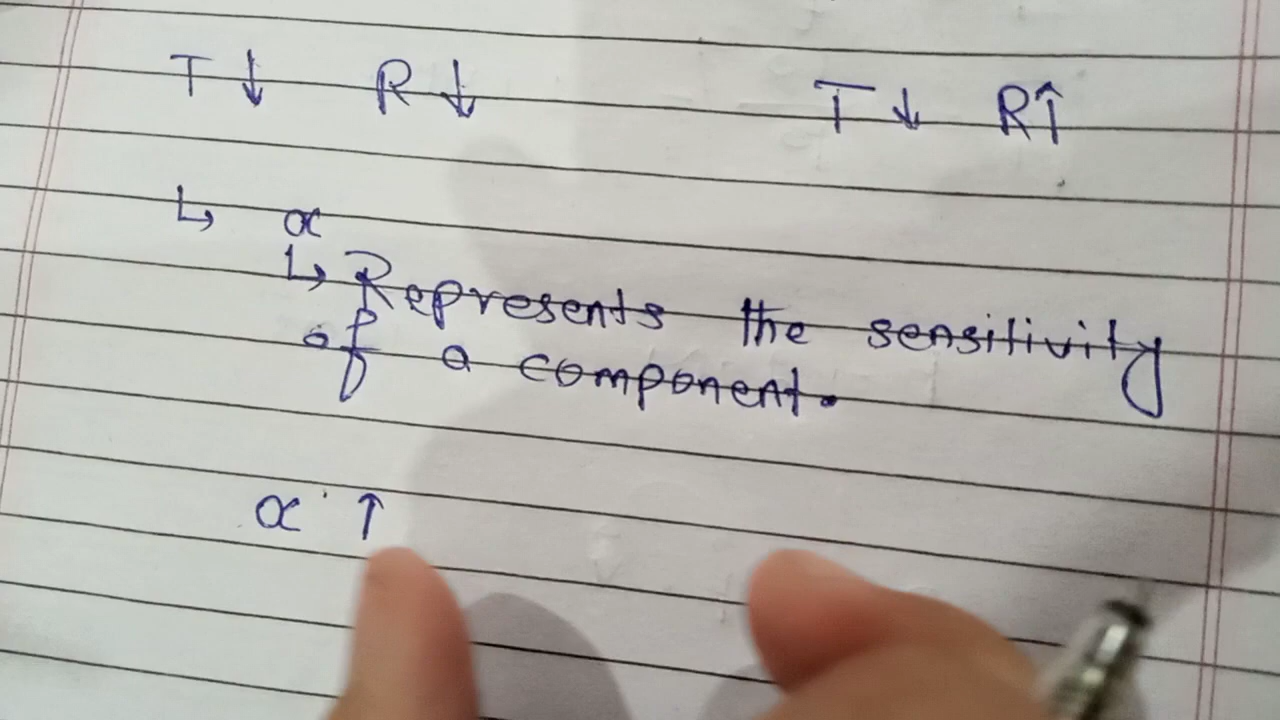 T ↓ R ↓ T ↓ R↑
↳ α
↳ Represents the sensitivity
of a component.
α ↑